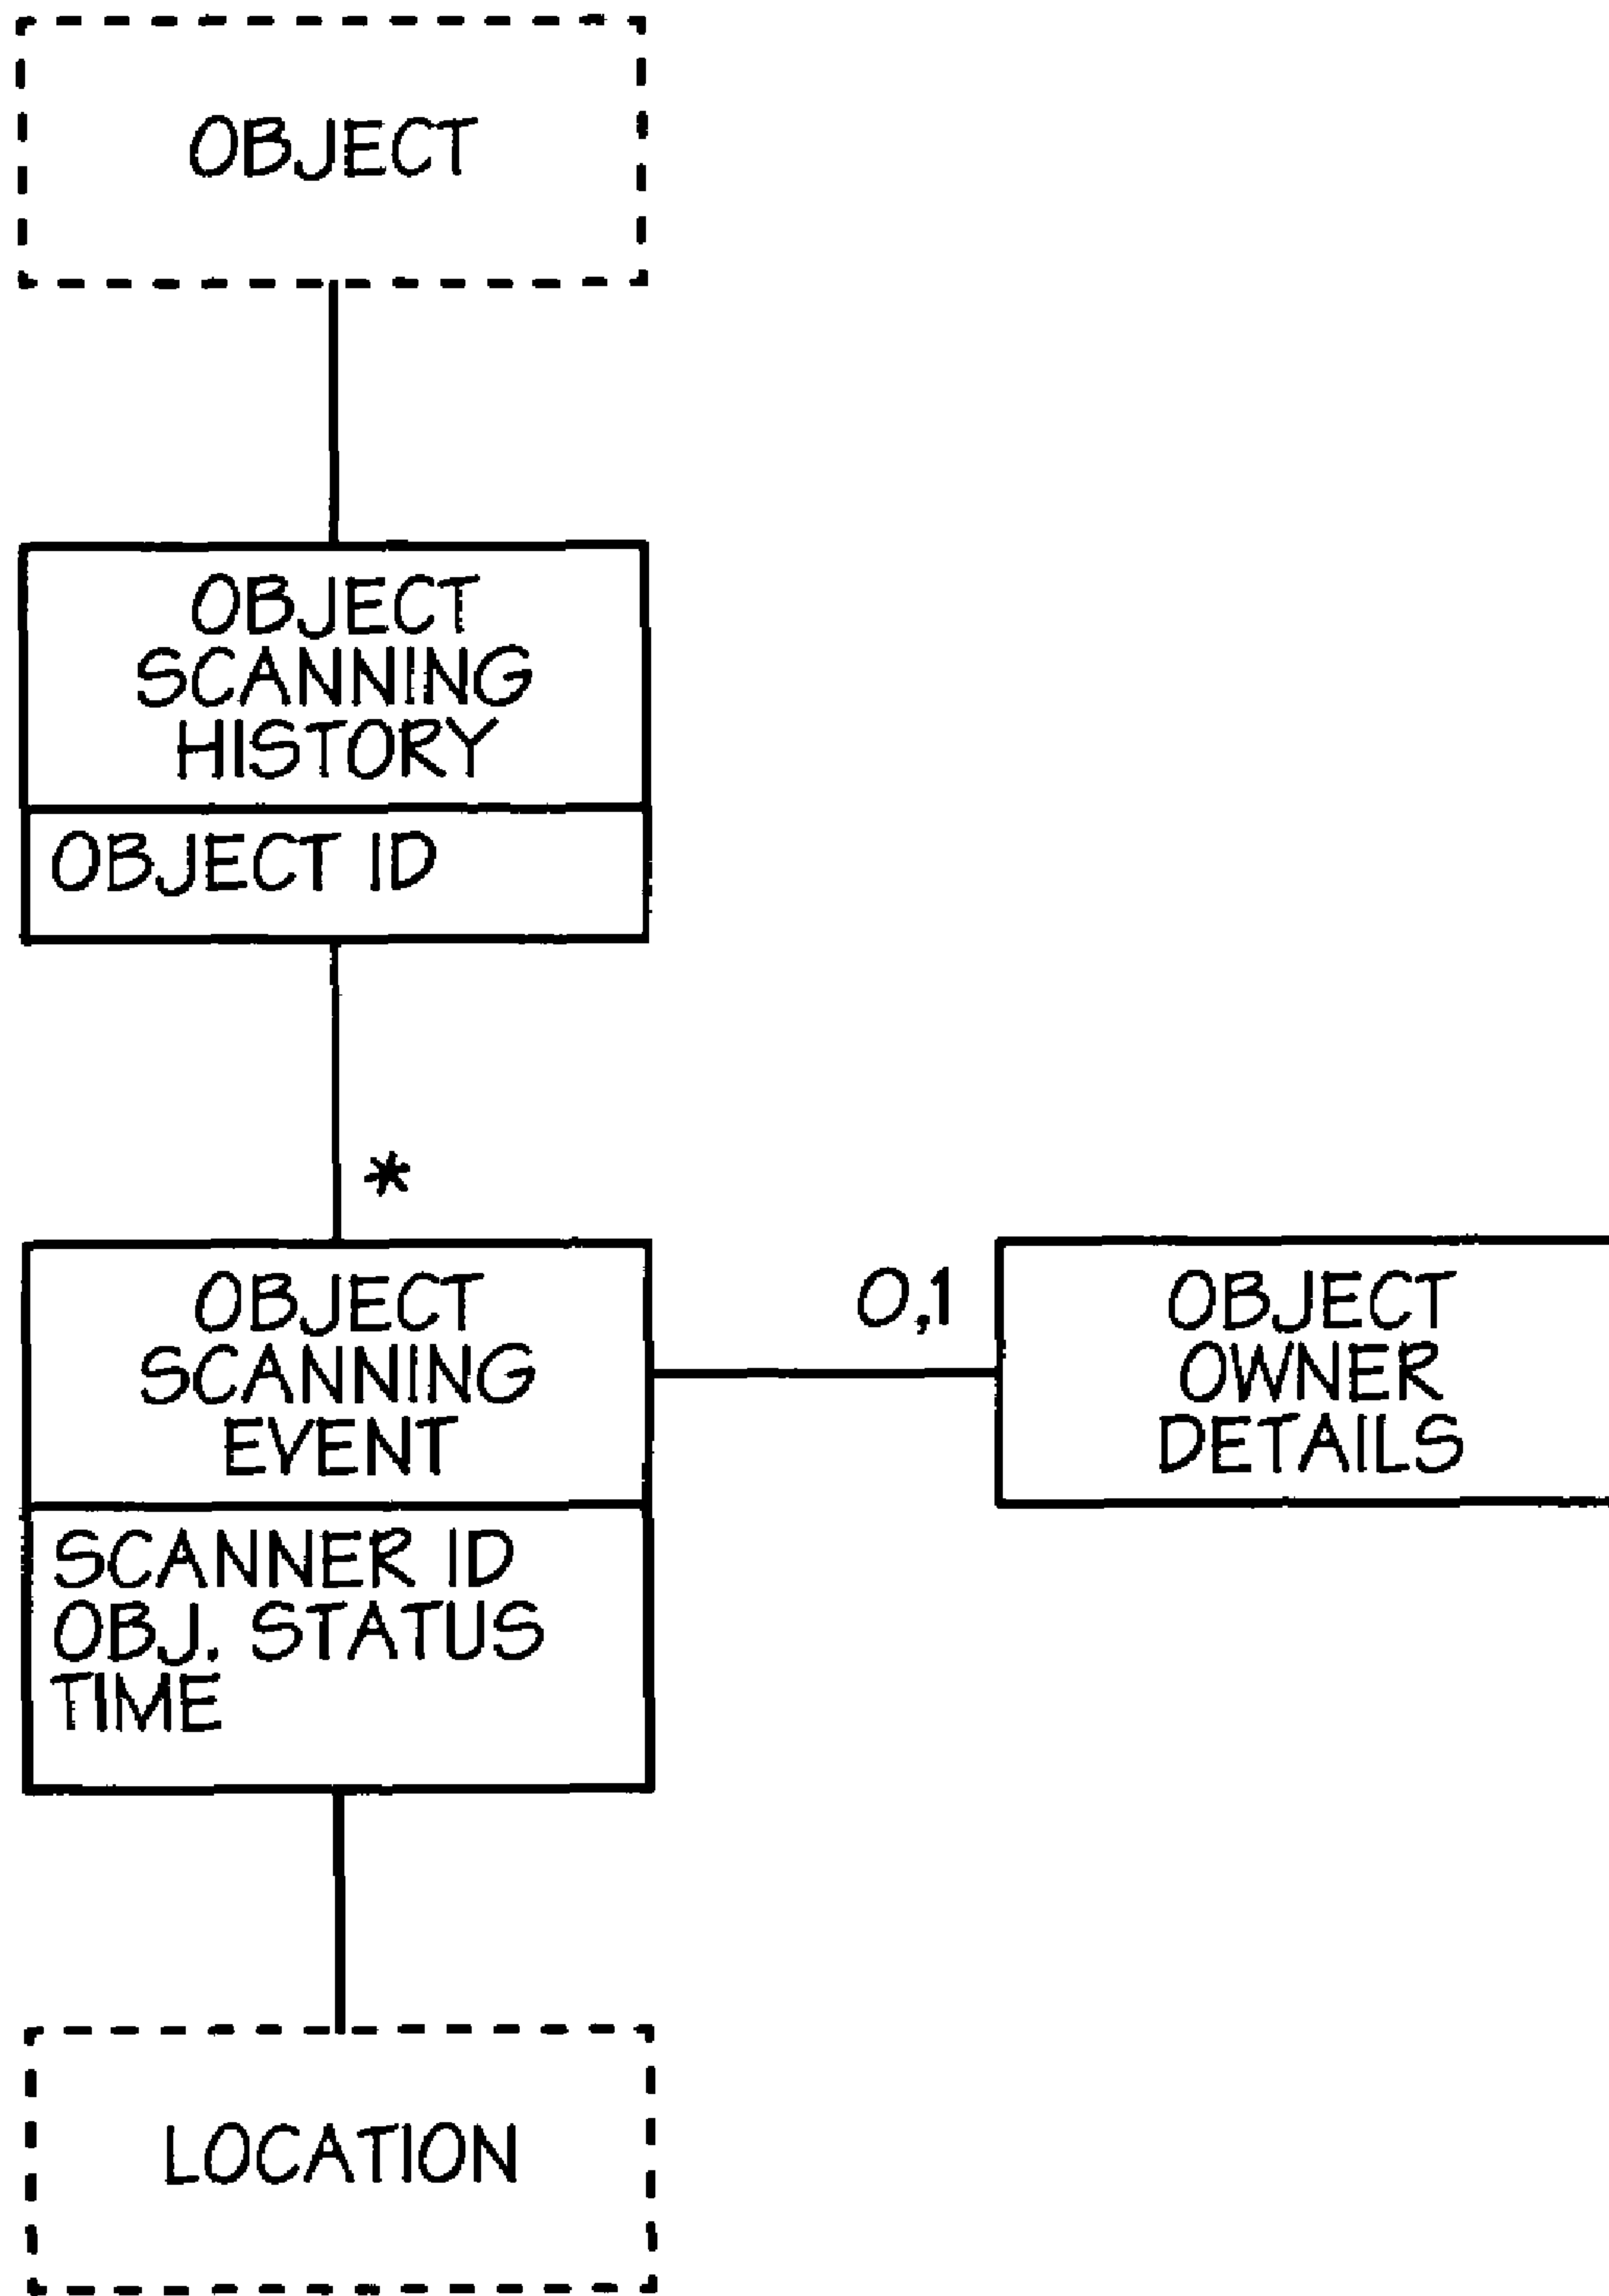 OBJECT
OBJECT
SCANNING
HISTORY
OBJECT ID
*
OBJECT
SCANNING
EVENT
SCANNER ID
OBJ. STATUS
TIME
0,1
OBJECT
OWNER
DETAILS
LOCATION